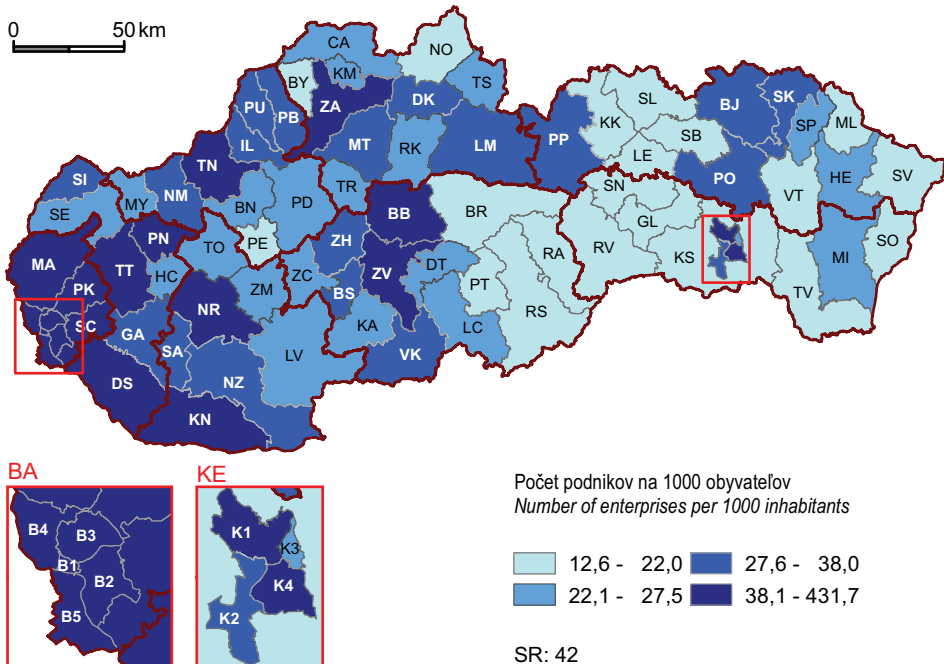 0 50 km
CA NO
BY KM TS
PU PB ZA DK
SL BJ SK
SP ML
KK SB
IL MT RK LM PP
LE
TN
PO VT HE SV
SI NM
SE MY BN PD TR
SN
BB BR GL
PN TO PE ZH
RV KS SO
MA TT HC
ZC ZV DT RA MI
PK ZM BS PT
TV
SC NR KA RS
GA SA LV LC
DS NZ VK
KN
BA KE
B4 B3
B1
B2
B5
K1
K3
K4
K2
Počet podnikov na 1000 obyvateľov
Number of enterprises per 1000 inhabitants
12,6 - 22,0 27,6 - 38,0
22,1 - 27,5 38,1 - 431,7
SR: 42